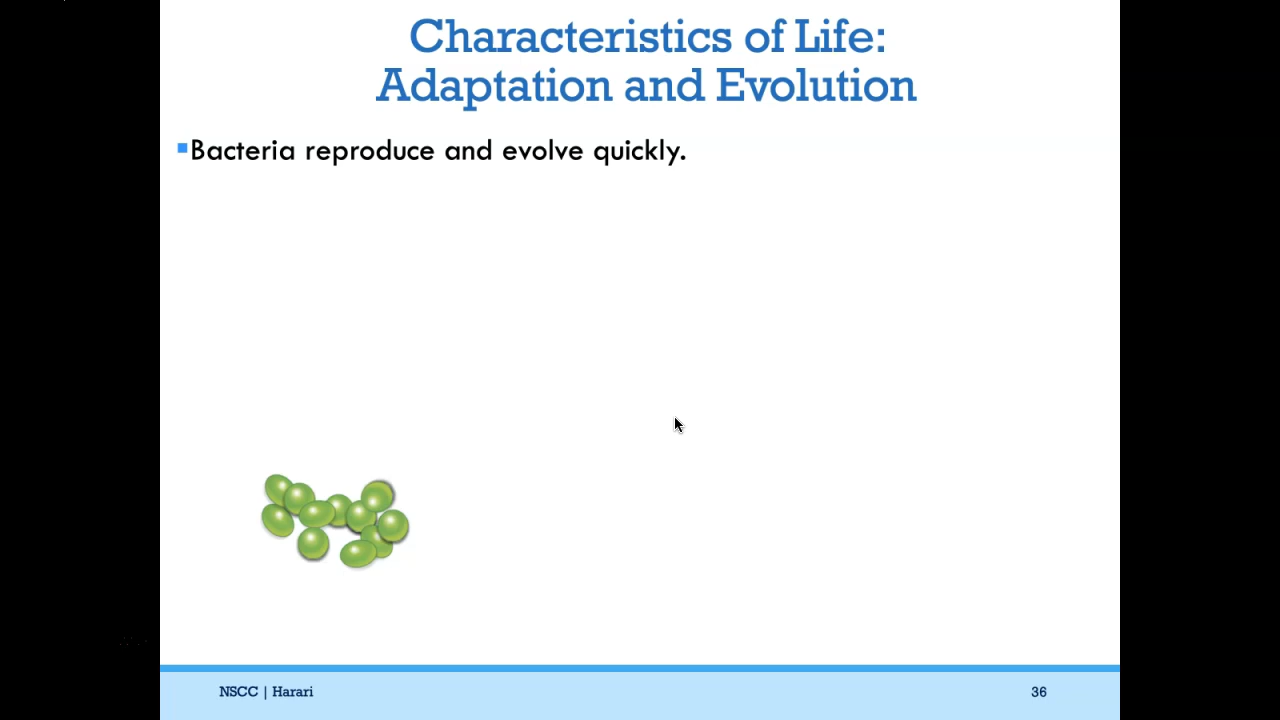 Characteristics of Life:
Adaptation and Evolution
Bacteria reproduce and evolve quickly.
NSCC | Harari
36